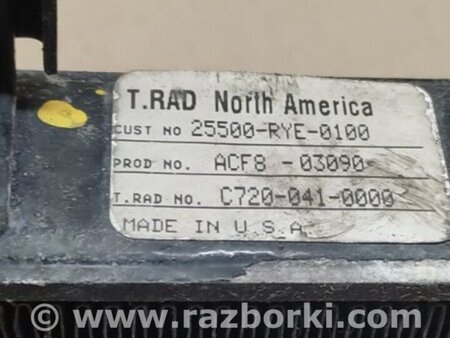 T.RAD North America
CUST NO 25500-RYE-0100
PROD NO. ACF8 -03090-
T.RAD NO. C720-041-0000
MADE IN U.S.A
© www.razborki.com